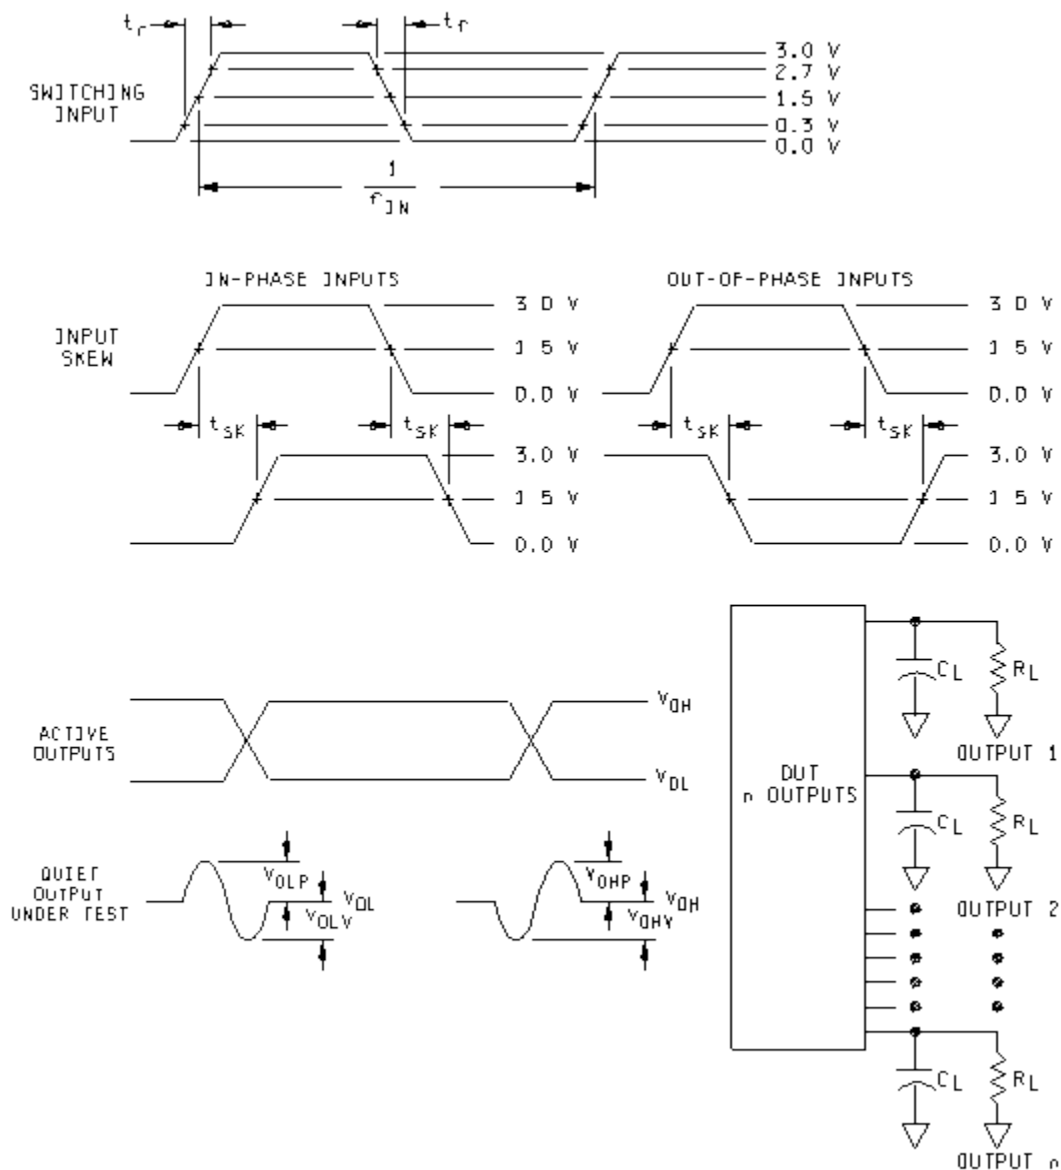 tr
tf
3.0 V
2.7 V
SWITCHING INPUT
1.5 V
0.3 V
0.0 V
1
fIN
IN-PHASE INPUTS
OUT-OF-PHASE INPUTS
3 0 V
3 0 V
INPUT SKEW
1 5 V
1 5 V
0.0 V
0.0 V
tSK
tSK
tSK
tSK
3.0 V
3.0 V
1 5 V
1 5 V
0.0 V
0.0 V
CL
RL
VOH
ACTIVE OUTPUTS
OUTPUT 1
VOL
DUT
n OUTPUTS
CL
RL
QUIET OUTPUT UNDER TEST
VOLP
VOL
VOLV
VOHP
VOH
VOHV
OUTPUT 2
CL
RL
OUTPUT n